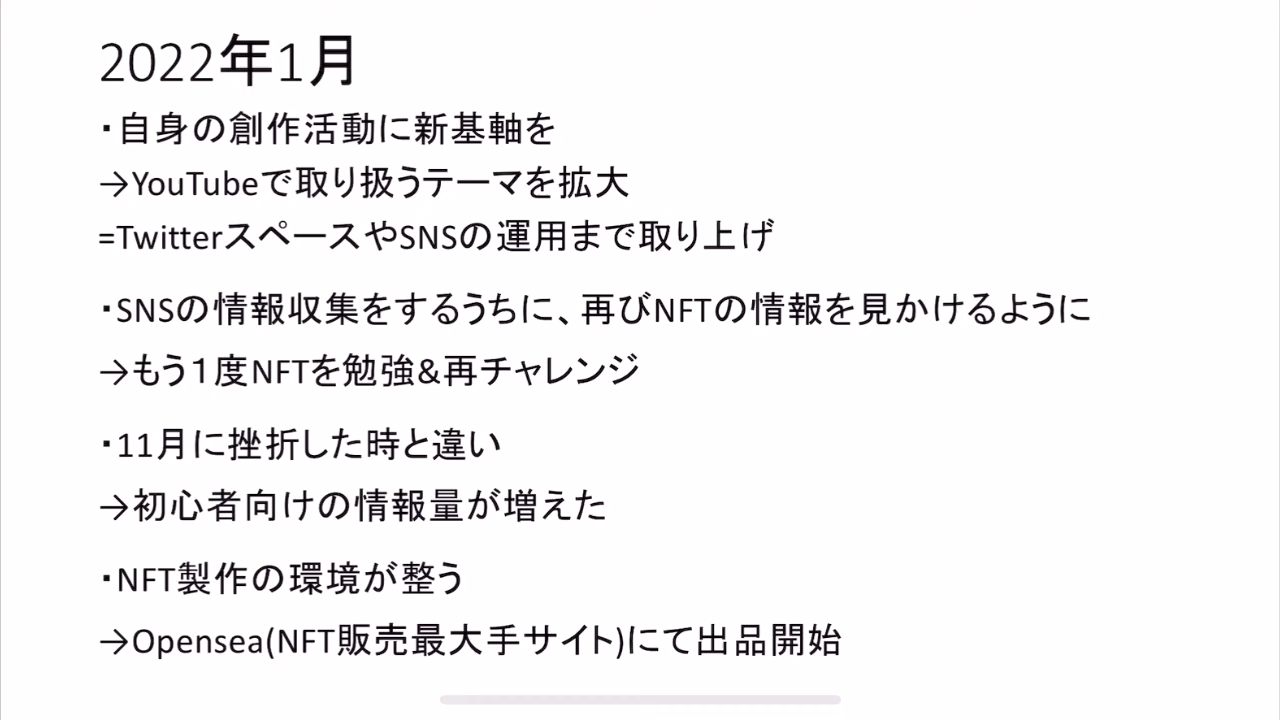 2022年1月
・自身の創作活動に新基軸を
→YouTubeで取り扱うテーマを拡大
=TwitterスペースやSNSの運用まで取り上げ
・SNSの情報収集をするうちに、再びNFTの情報を見かけるように
→もう１度NFTを勉強&再チャレンジ
・11月に挫折した時と違い
→初心者向けの情報量が増えた
・NFT製作の環境が整う
→Opensea(NFT販売最大手サイト)にて出品開始